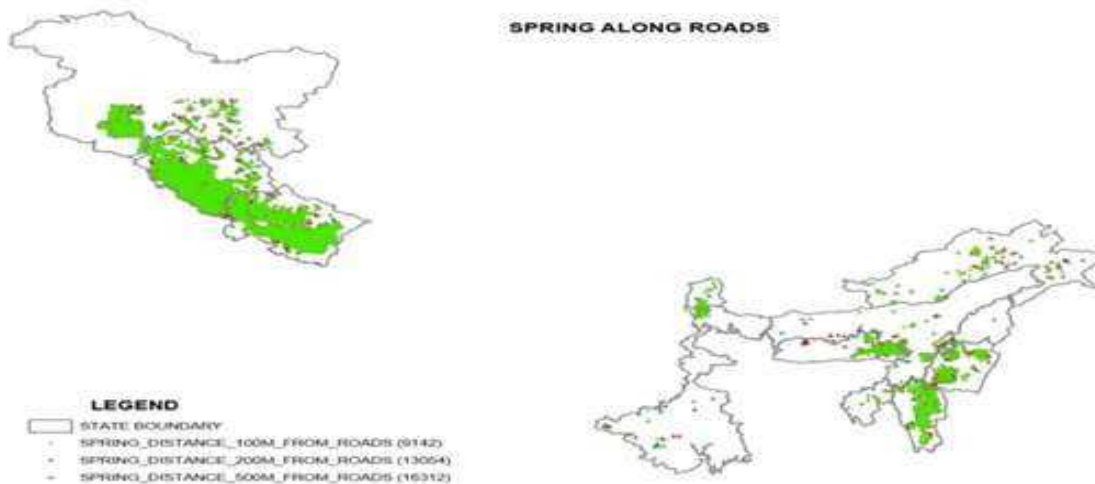 SPRING ALONG ROADS
LEGEND
STATE BOUNDARY
SPRING_DISTANCE_100M_FROM_ROADS (9142)
SPRING_DISTANCE_200M_FROM_ROADS (13054)
SPRING_DISTANCE_500M_FROM_ROADS (16312)